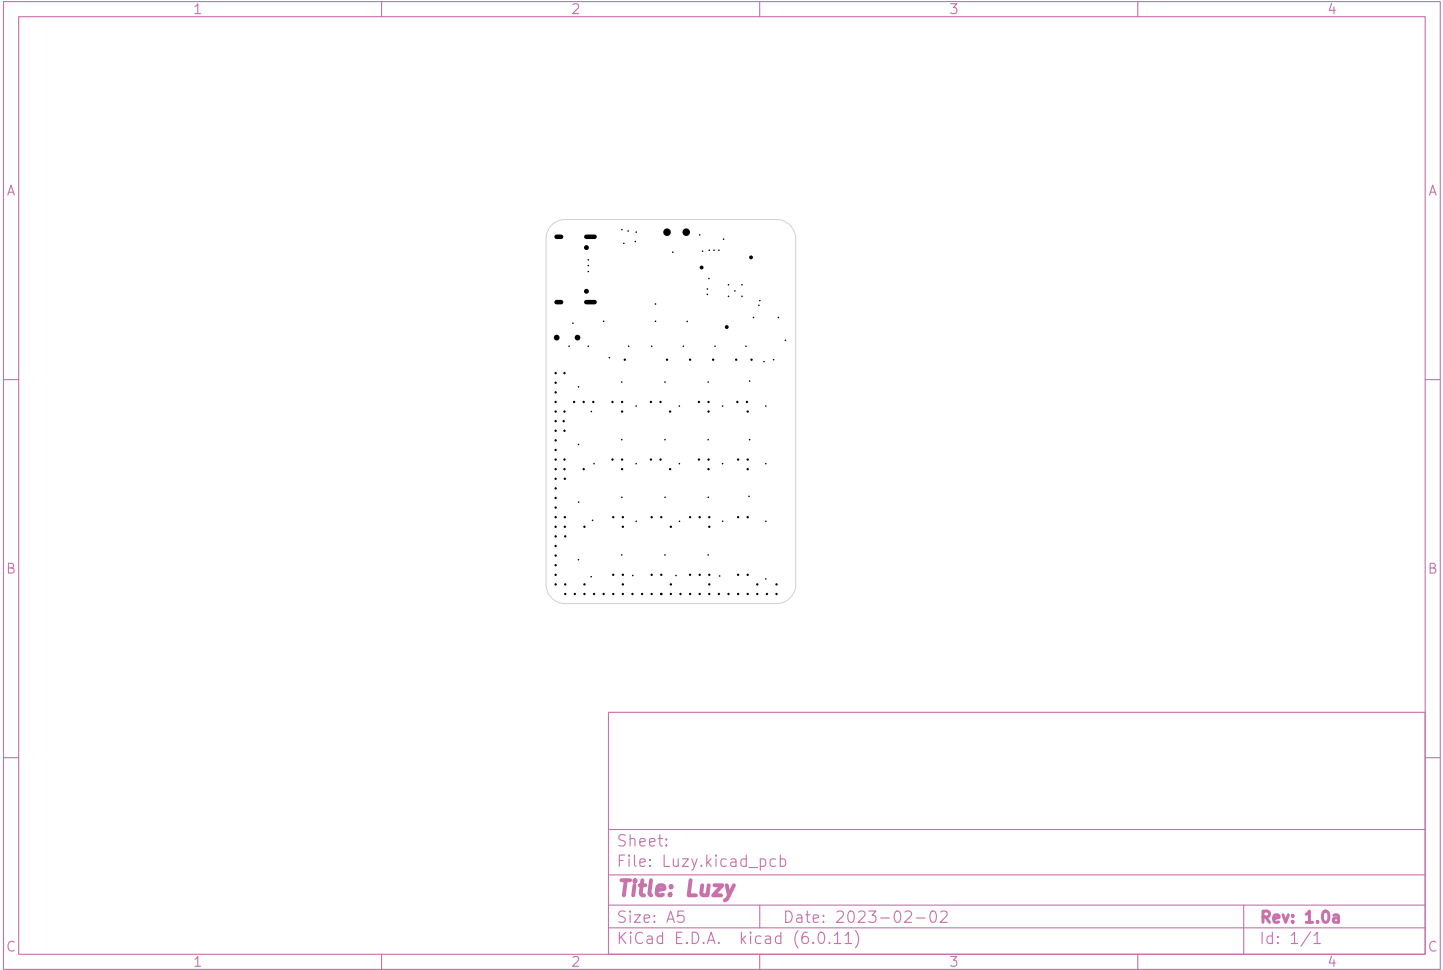 1 2 3 4
A A
B B
C C
Sheet:
File: Luzy.kicad_pcb
Title: Luzy
Size: A5 Date: 2023-02-02 Rev: 1.0a
KiCad E.D.A. kicad (6.0.11) Id: 1/1
1 2 3 4